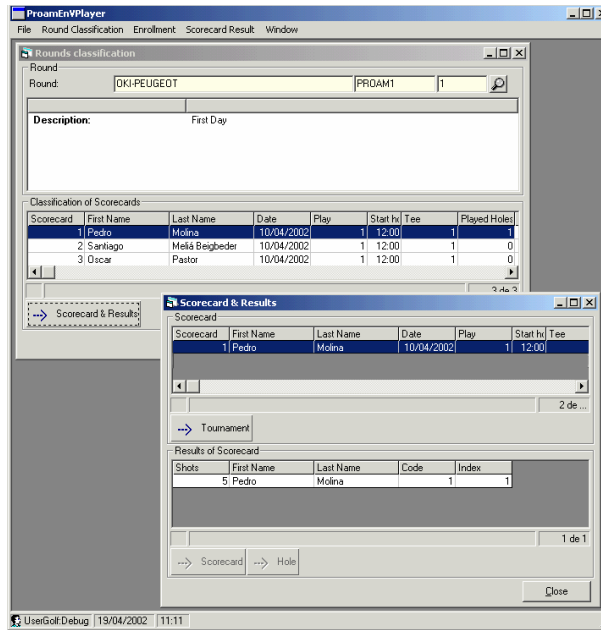 ProamEnVPlayer
File Round Classification Enrollment Scorecard Result Window
Rounds classification
Round
Round: OKI-PEUGEOT PROAM1 1
Description: First Day
Classification of Scorecards
Scorecard First Name Last Name Date Play Start ho Tee Played Holes
1 Pedro Molina 10/04/2002 1 12:00 1 1
2 Santiago Meliá Beigbeder 10/04/2002 1 12:00 1 0
3 Oscar Pastor 10/04/2002 1 12:00 1 0
3 de 3
---> Scorecard & Results
Scorecard & Results
Scorecard
Scorecard First Name Last Name Date Play Start ho Tee
1 Pedro Molina 10/04/2002 1 12:00
2 de ...
---> Tournament
Results of Scorecard
Shots First Name Last Name Code Index
5 Pedro Molina 1 1
1 de 1
---> Scorecard ---> Hole
Close
UserGolf:Debug 19/04/2002 11:11